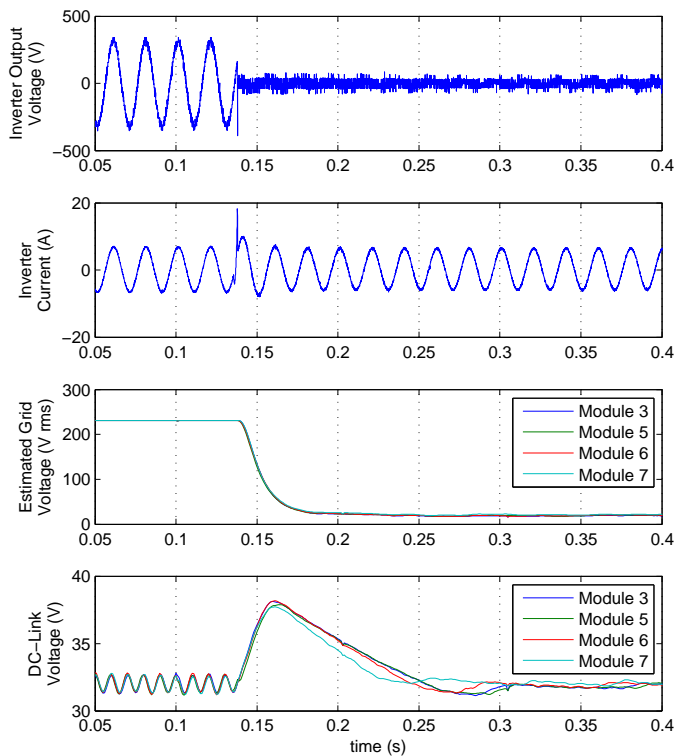 500
0
−500
Inverter Output
Voltage (V)
0.05 0.1 0.15 0.2 0.25 0.3 0.35 0.4
20
0
−20
Inverter
Current (A)
0.05 0.1 0.15 0.2 0.25 0.3 0.35 0.4
300
200
100
0
Estimated Grid
Voltage (V rms)
Module 3
Module 5
Module 6
Module 7
0.05 0.1 0.15 0.2 0.25 0.3 0.35 0.4
40
35
30
DC−Link
Voltage (V)
Module 3
Module 5
Module 6
Module 7
0.05 0.1 0.15 0.2 0.25 0.3 0.35 0.4
time (s)